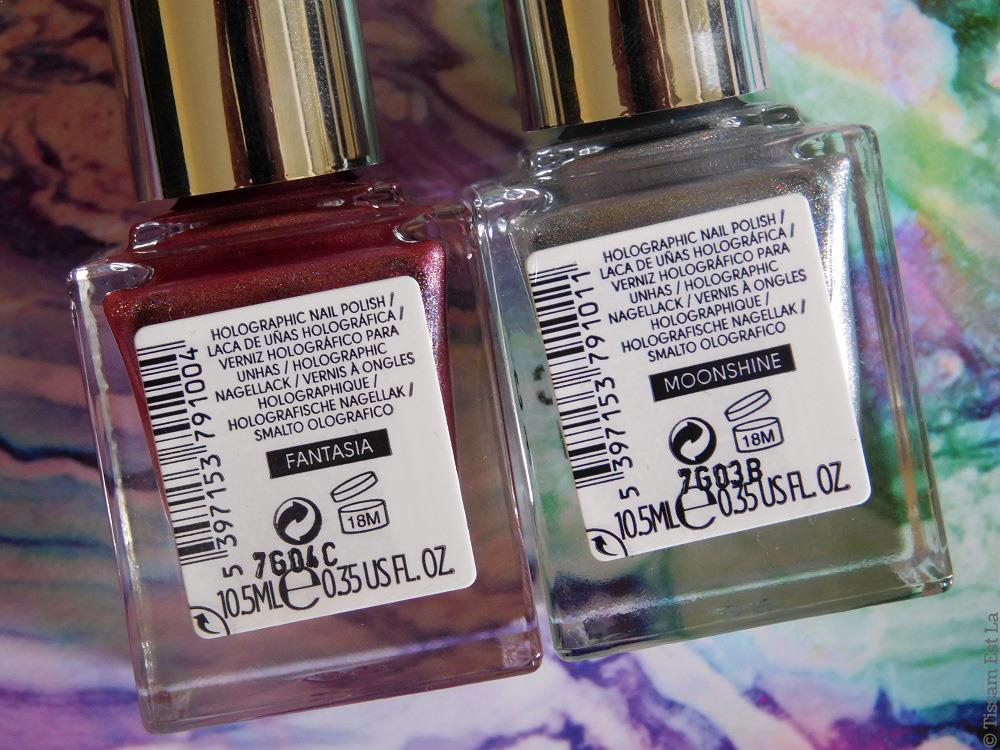 HOLOGRAPHIC NAIL POLISH /
LACA DE UÑAS HOLOGRÁFICA /
VERNIZ HOLOGRÁFICO PARA
UNHAS / HOLOGRAPHIC
NAGELLACK / VERNIS À ONGLES
HOLOGRAPHIQUE /
HOLOGRAFISCHE NAGELLAK /
SMALTO OLOGRAFICO
FANTASIA
18M
5 397153 791004
7G04C
10.5ML e 0.35 US FL. OZ.
HOLOGRAPHIC NAIL POLISH /
LACA DE UÑAS HOLOGRÁFICA /
VERNIZ HOLOGRÁFICO PARA
UNHAS / HOLOGRAPHIC
NAGELLACK / VERNIS À ONGLES
HOLOGRAPHIQUE /
HOLOGRAFISCHE NAGELLAK /
SMALTO OLOGRAFICO
MOONSHINE
18M
5 397153 791011
7G03B
10.5ML e 0.35 US FL. OZ.
© Tissam Est La